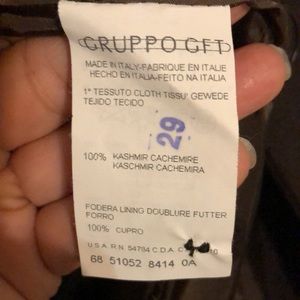 GRUPPO GFT
MADE IN ITALY-FABRIQUE EN ITALIE
HECHO EN ITALIA-FEITO NA ITALIA
1° TESSUTO CLOTH TISSU' GEWEDE
TEJIDO TECIDO
29
100% KASHMIR CACHEMIRE
KASCHMIR CACHEMIRA
FODERA LINING DOUBLURE FUTTER
FORRO
100% CUPRO
U.S.A. R.N. 54784 C.D.A. C
68 51052 8414 0A